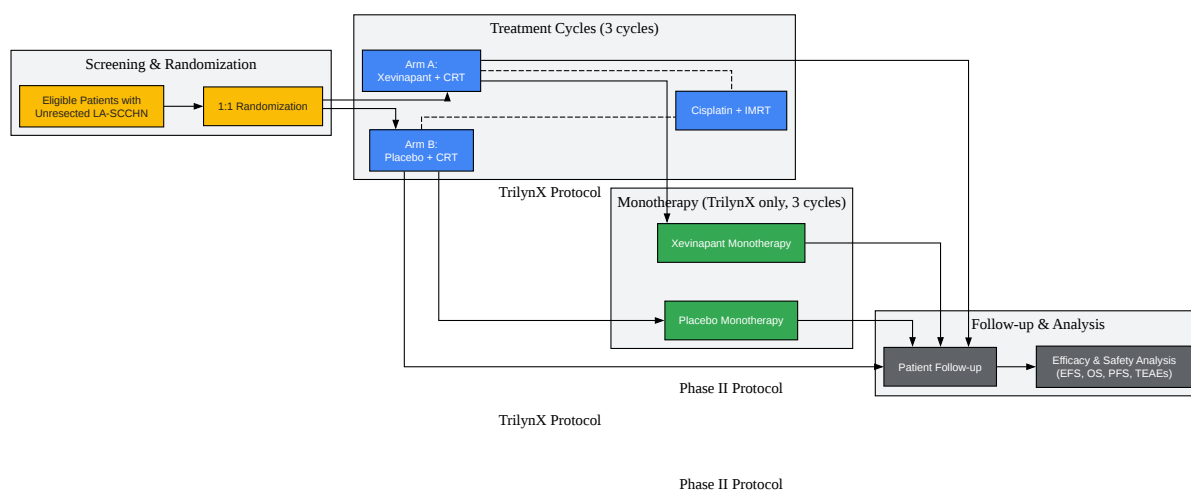 Screening & Randomization
Eligible Patients with
Unresected LA-SCCHN
1:1 Randomization
Treatment Cycles (3 cycles)
Arm A:
Xevinapant + CRT
Cisplatin + IMRT
Arm B:
Placebo + CRT
TrilynX Protocol
Monotherapy (TrilynX only, 3 cycles)
Xevinapant Monotherapy
Placebo Monotherapy
Follow-up & Analysis
Patient Follow-up
Efficacy & Safety Analysis
(EFS, OS, PFS, TEAEs)
Phase II Protocol
TrilynX Protocol
Phase II Protocol